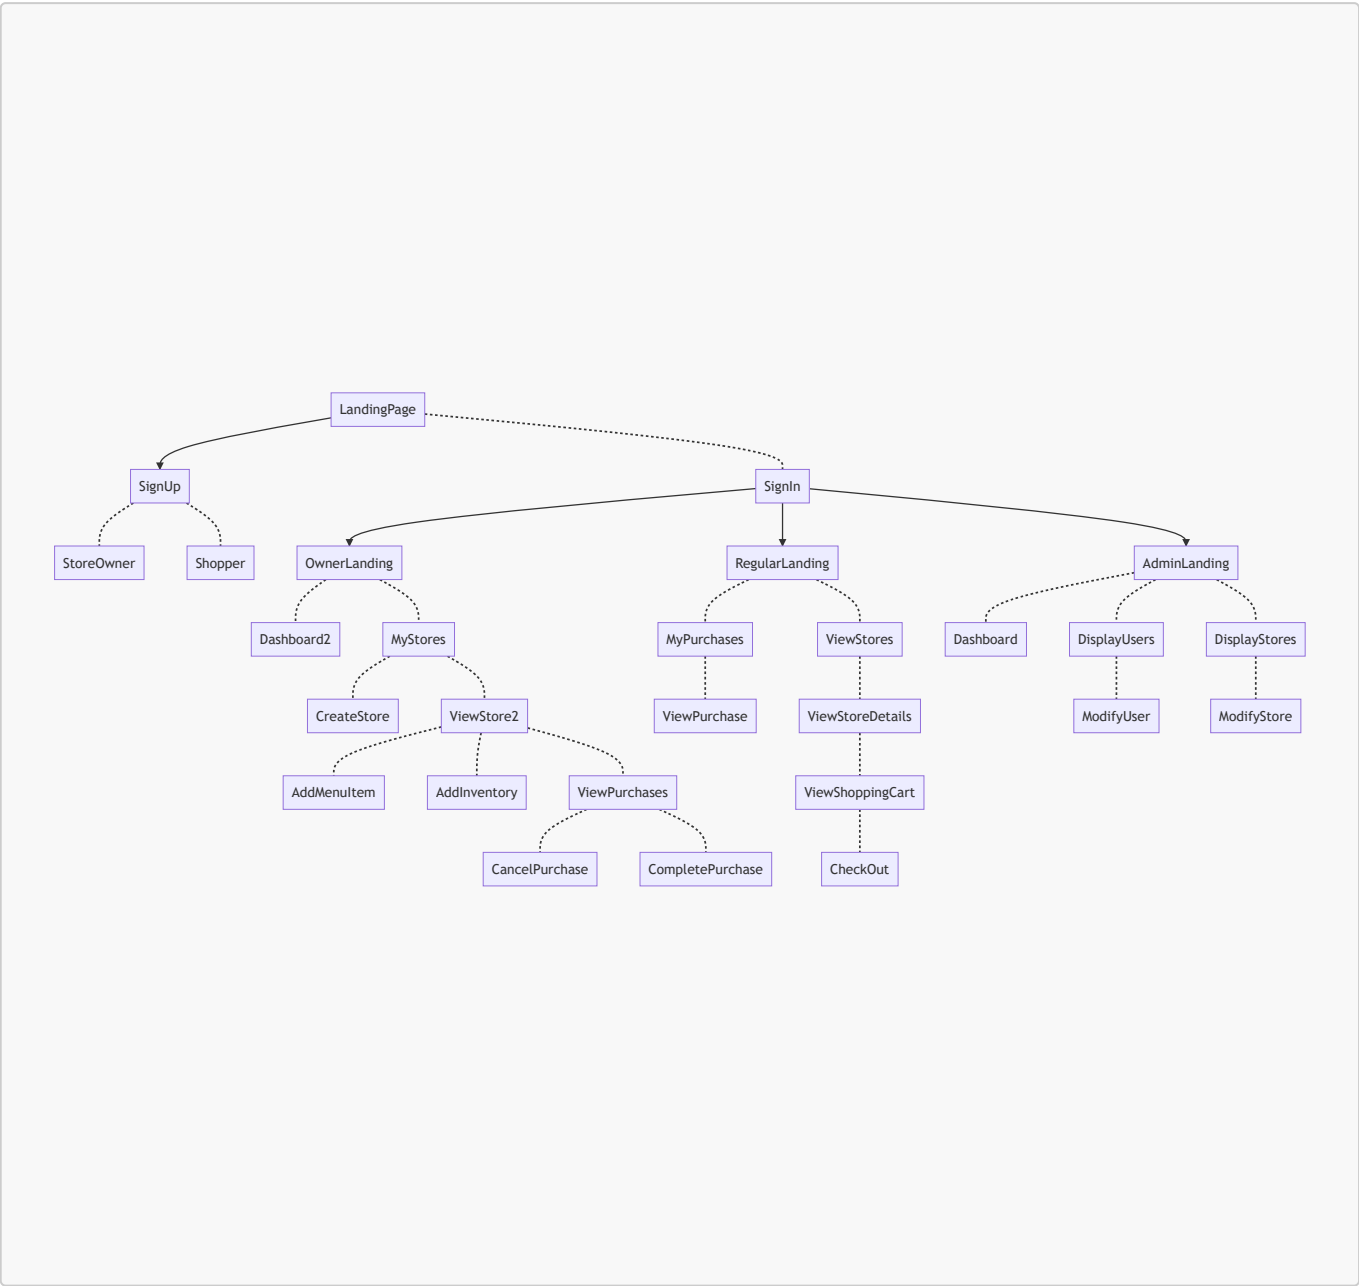 LandingPage
SignUp
SignIn
StoreOwner
Shopper
OwnerLanding
RegularLanding
AdminLanding
Dashboard2
MyStores
MyPurchases
ViewStores
Dashboard
DisplayUsers
DisplayStores
CreateStore
ViewStore2
ViewPurchase
ViewStoreDetails
ModifyUser
ModifyStore
AddMenuItem
AddInventory
ViewPurchases
ViewShoppingCart
CancelPurchase
CompletePurchase
CheckOut